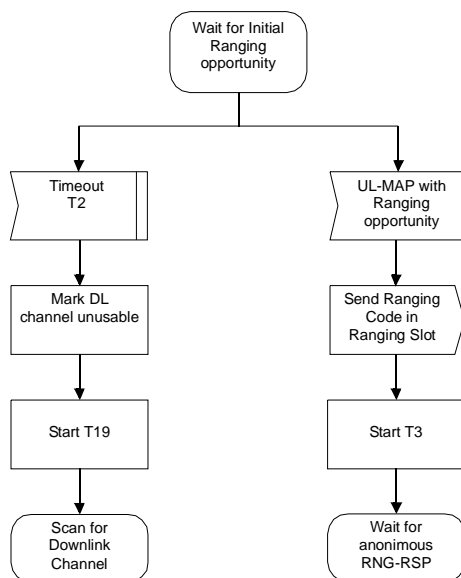 Wait for Initial
Ranging
opportunity
Timeout
T2
UL-MAP with
Ranging
opportunity
Mark DL
channel unusable
Send Ranging
Code in
Ranging Slot
Start T19
Start T3
Scan for
Downlink
Channel
Wait for
anonimous
RNG-RSP